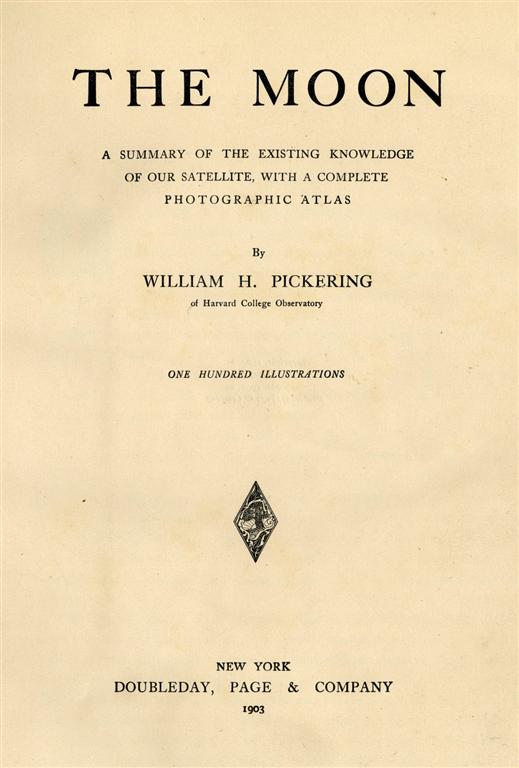 THE MOON
A SUMMARY OF THE EXISTING KNOWLEDGE
OF OUR SATELLITE, WITH A COMPLETE
PHOTOGRAPHIC ATLAS
By
WILLIAM H. PICKERING
of Harvard College Observatory
ONE HUNDRED ILLUSTRATIONS
NEW YORK
DOUBLEDAY, PAGE & COMPANY
1903